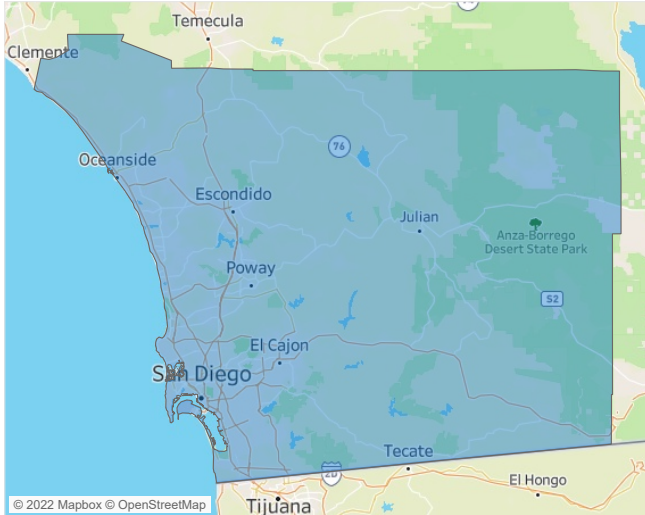 Temecula
Clemente
76
Oceanside
Escondido
Julian
Anza-Borrego
Desert State Park
Poway
S2
El Cajon
San Diego
Tecate
2D
El Hongo
Tijuana
© 2022 Mapbox © OpenStreetMap